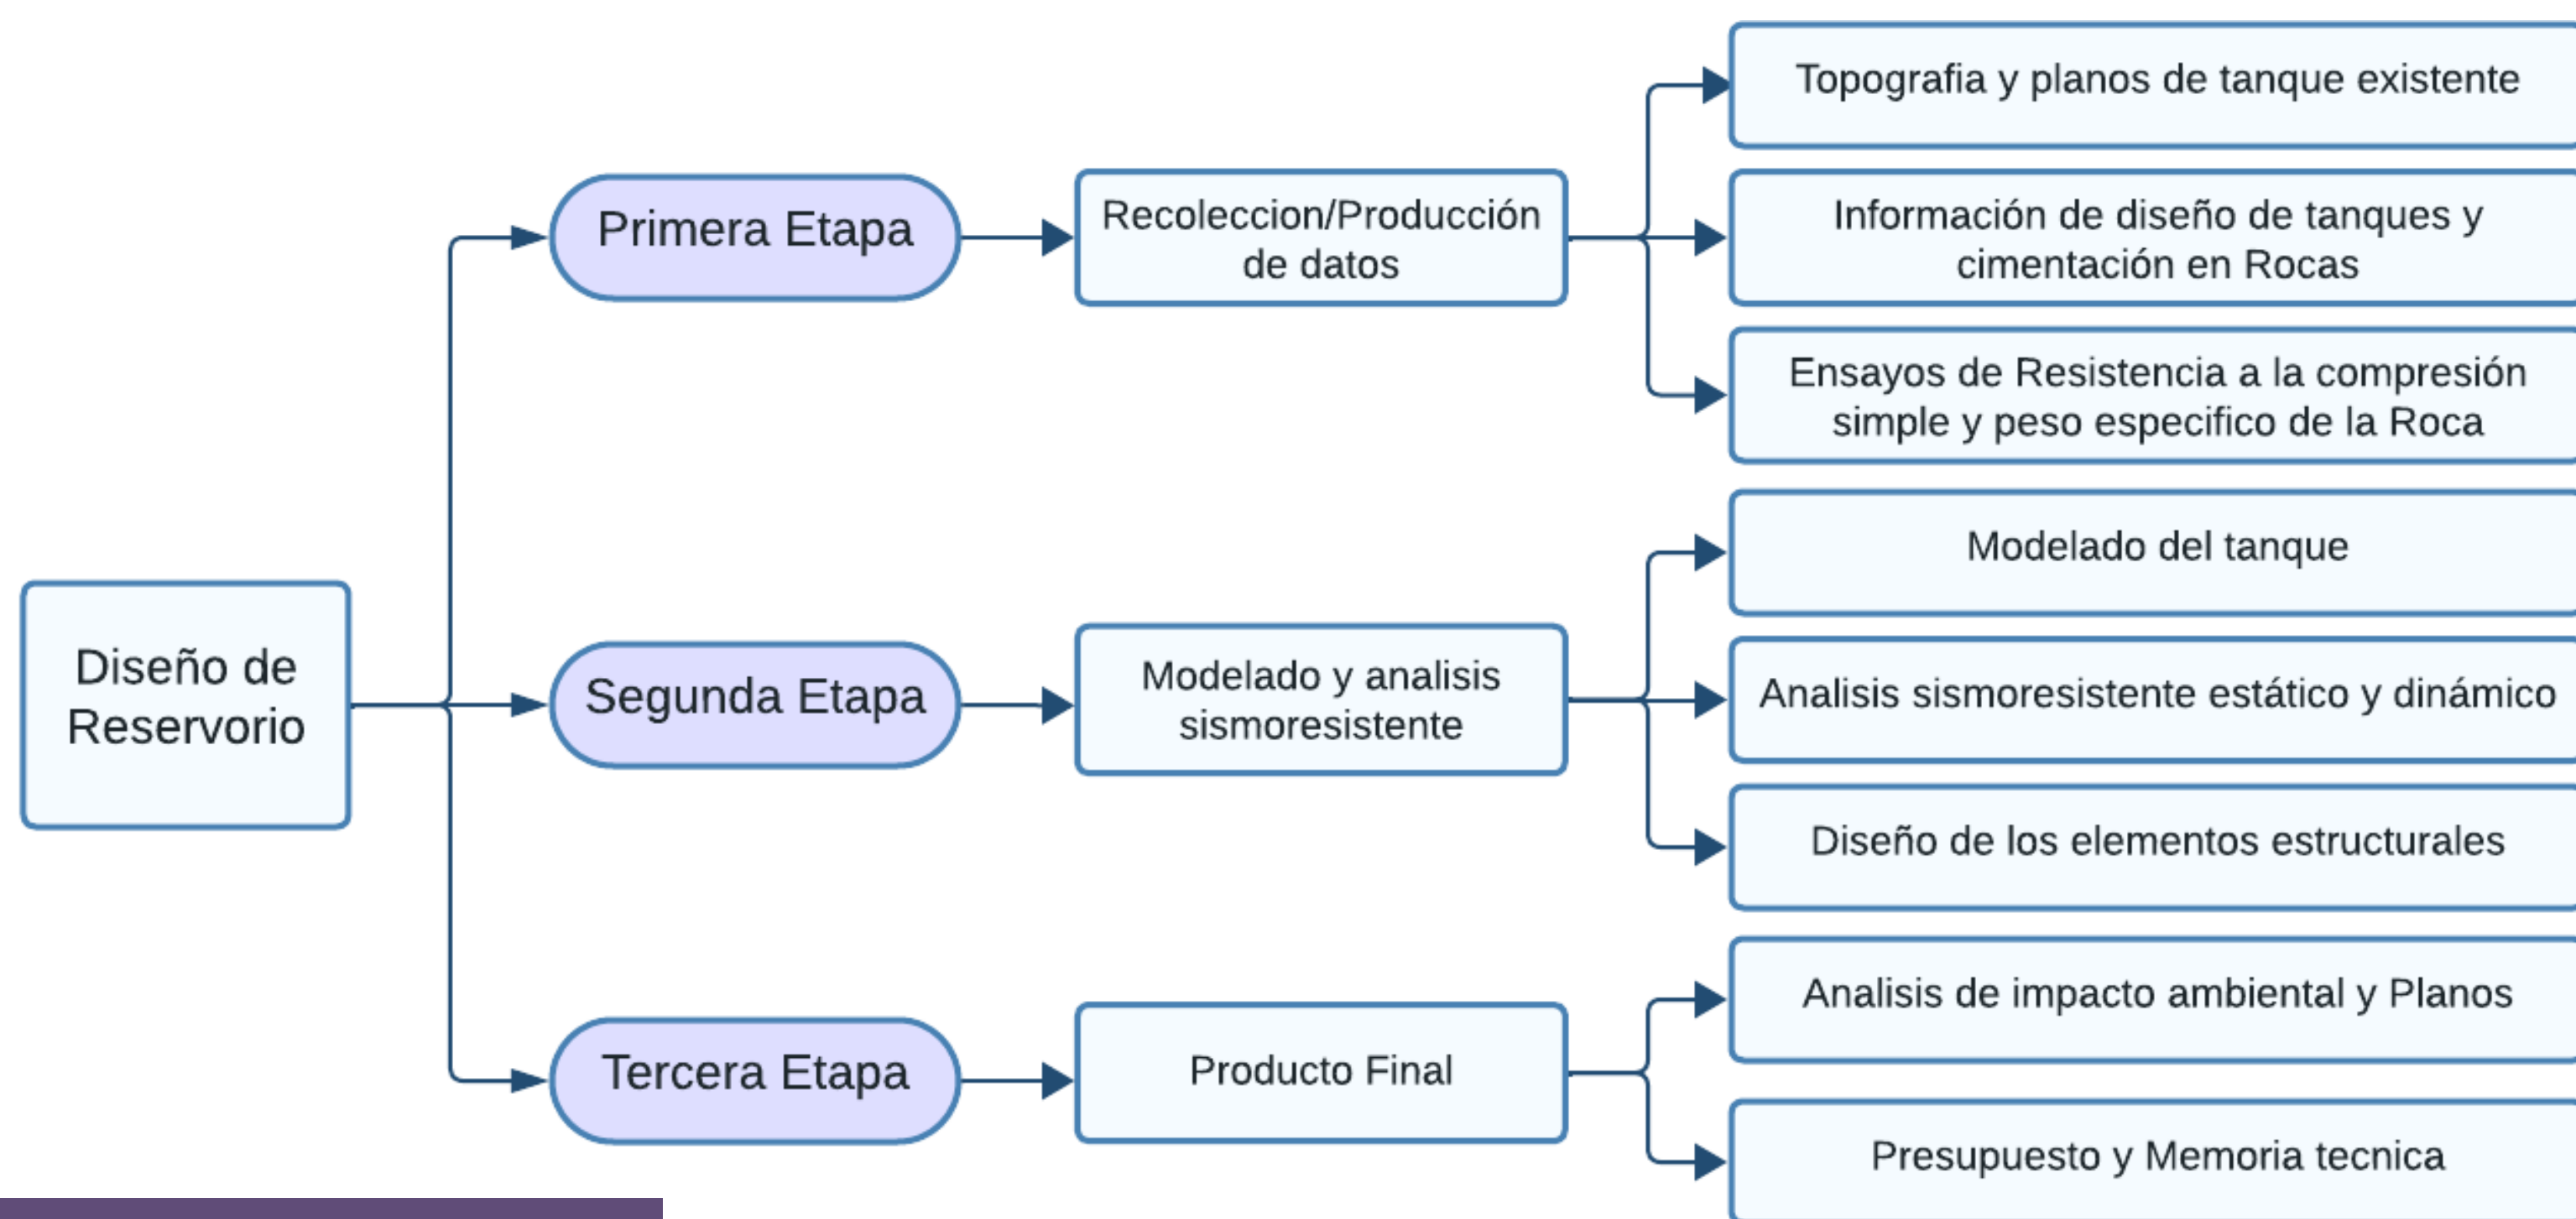 Diseño de
Reservorio
Primera Etapa
Recoleccion/Producción
de datos
Topografia y planos de tanque existente
Información de diseño de tanques y
cimentación en Rocas
Ensayos de Resistencia a la compresión
simple y peso especifico de la Roca
Segunda Etapa
Modelado y analisis
sismoresistente
Modelado del tanque
Analisis sismoresistente estático y dinámico
Diseño de los elementos estructurales
Tercera Etapa
Producto Final
Analisis de impacto ambiental y Planos
Presupuesto y Memoria tecnica